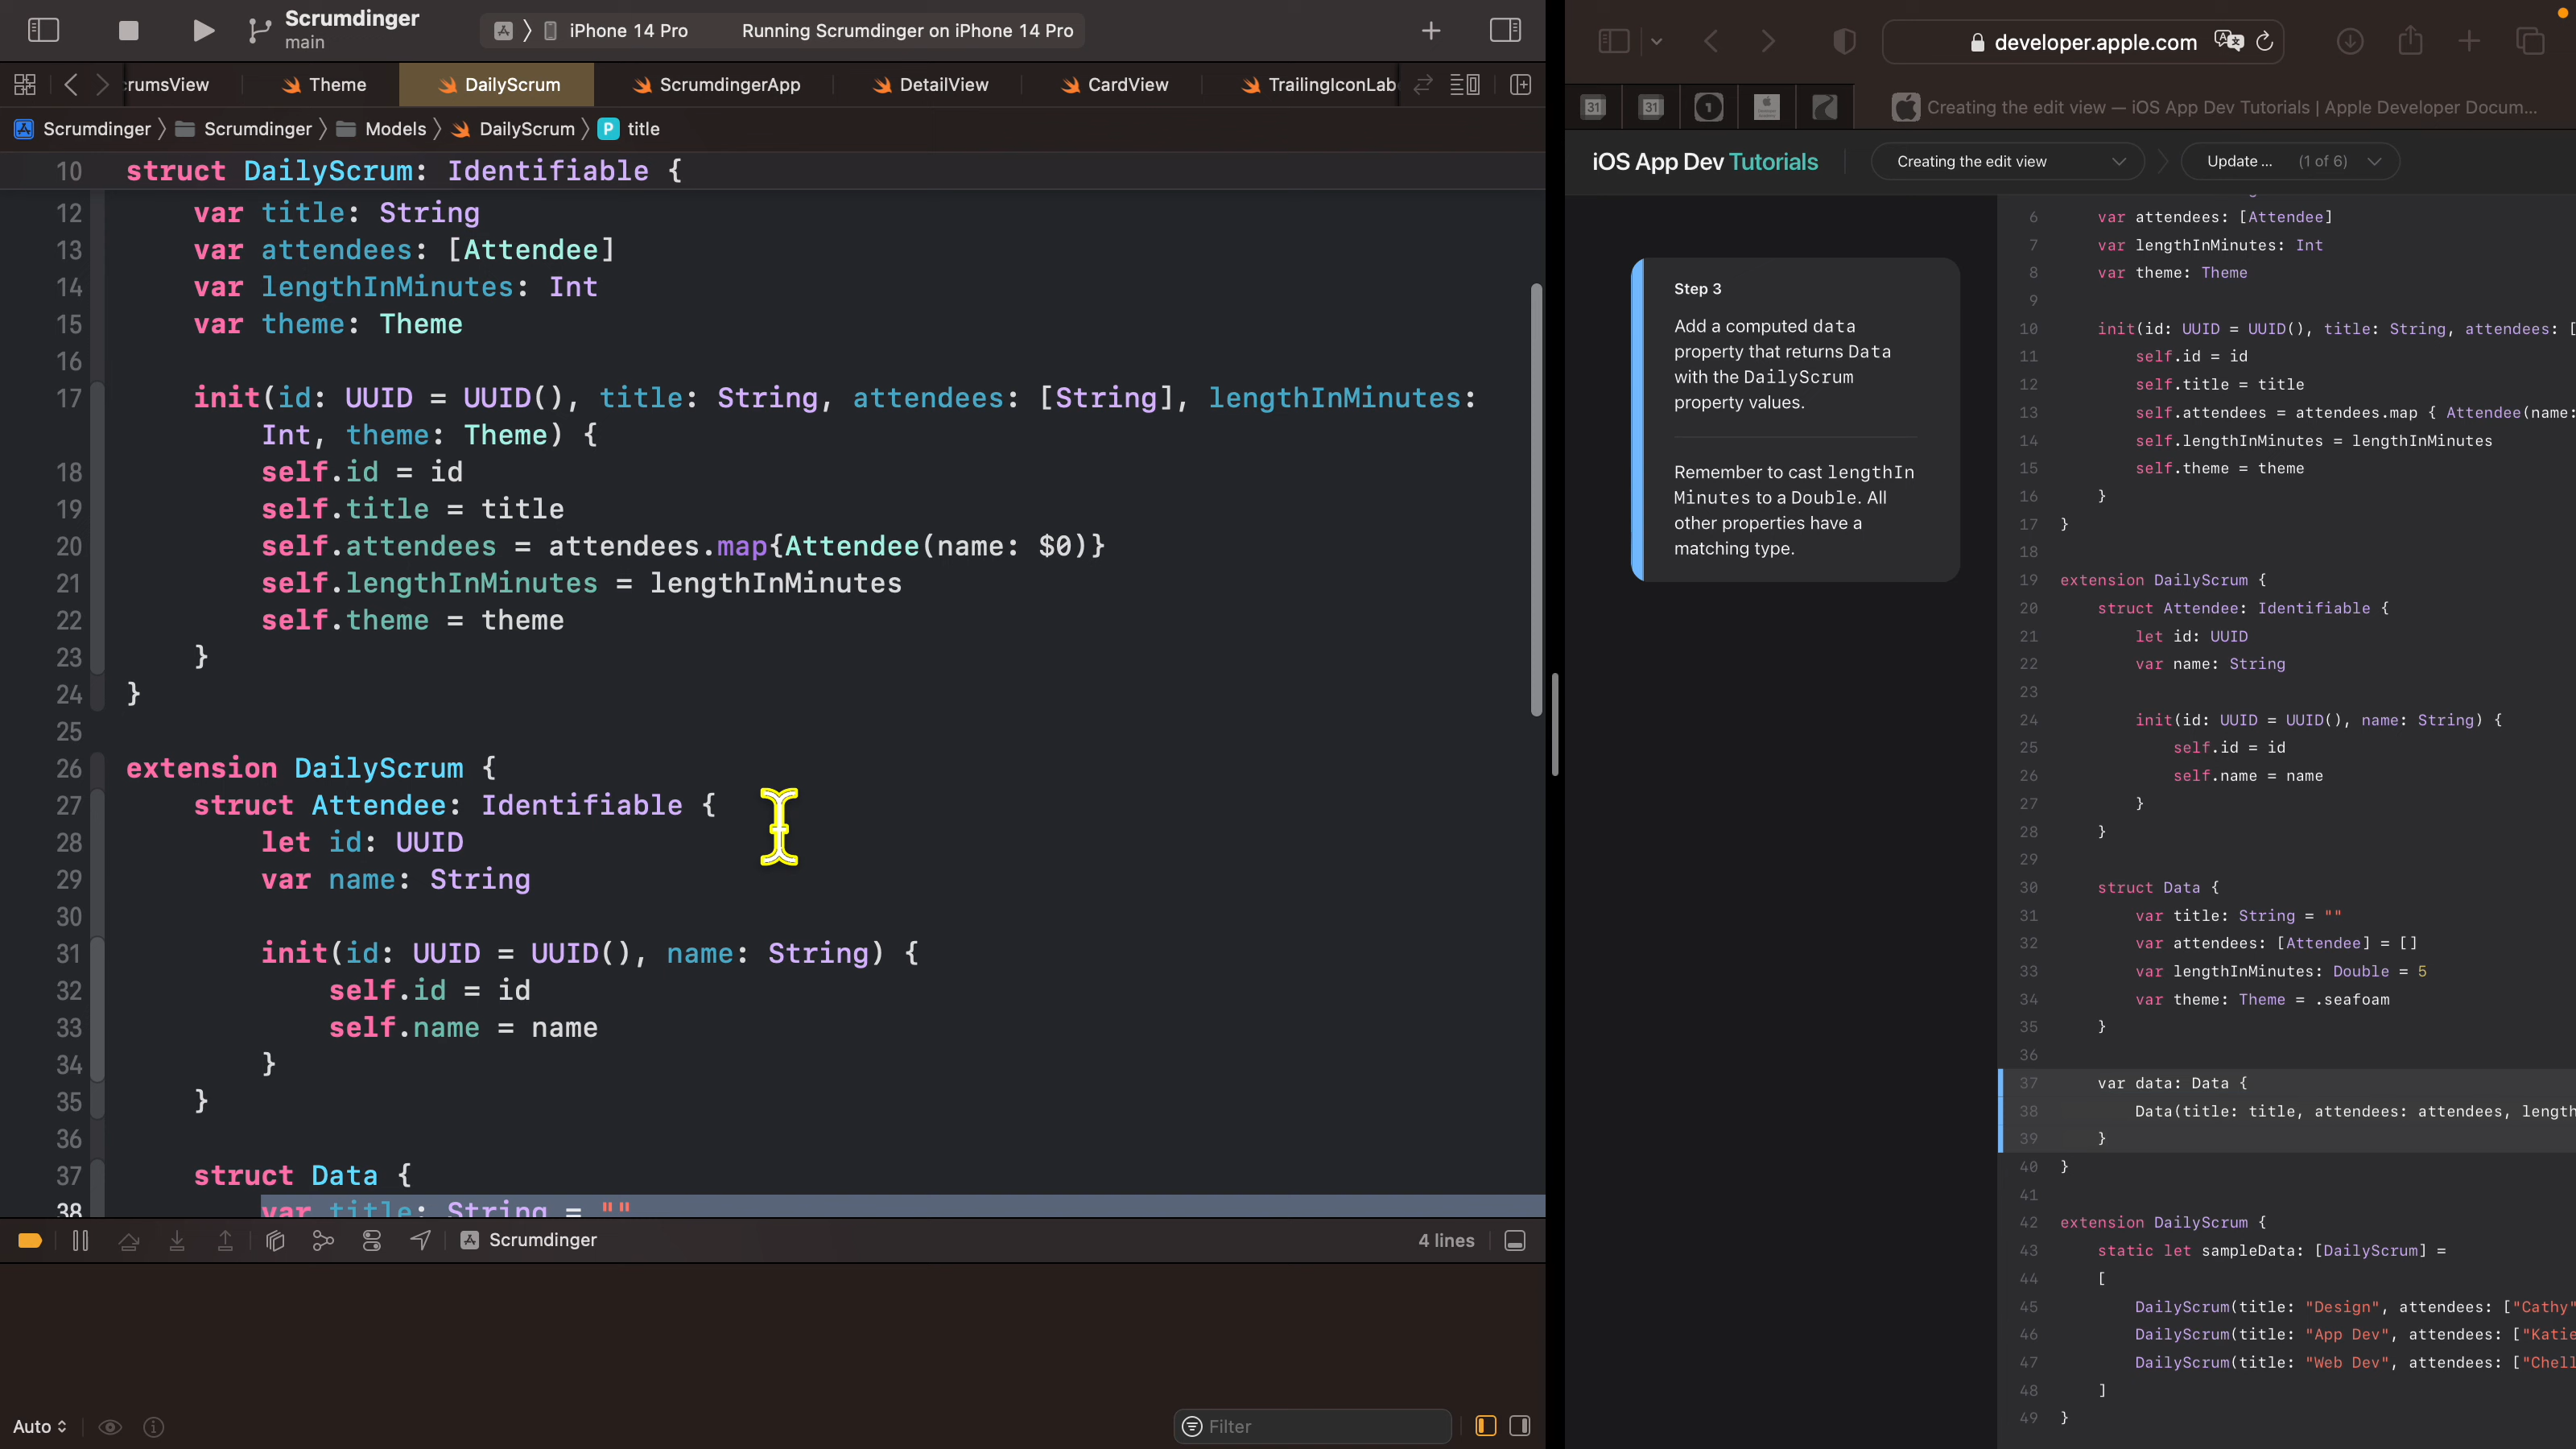 Scrumdinger
main
iPhone 14 Pro
Running Scrumdinger on iPhone 14 Pro
rumsView
Theme
DailyScrum
ScrumdingerApp
DetailView
CardView
TrailingIconLab
Scrumdinger
Scrumdinger
Models
DailyScrum
P title
10 struct DailyScrum: Identifiable {
12 var title: String
13 var attendees: [Attendee]
14 var lengthInMinutes: Int
15 var theme: Theme
16
17 init(id: UUID = UUID(), title: String, attendees: [String], lengthInMinutes:
Int, theme: Theme) {
18 self.id = id
19 self.title = title
20 self.attendees = attendees.map{Attendee(name: $0)}
21 self.lengthInMinutes = lengthInMinutes
22 self.theme = theme
23 }
24 }
25
26 extension DailyScrum {
27 struct Attendee: Identifiable {
28 let id: UUID
29 var name: String
30
31 init(id: UUID = UUID(), name: String) {
32 self.id = id
33 self.name = name
34 }
35 }
36
37 struct Data {
38 var title: String = ""
Scrumdinger
4 lines
Auto
Filter
developer.apple.com
31
31
1
Creating the edit view — iOS App Dev Tutorials | Apple Developer Docum...
iOS App Dev Tutorials
Creating the edit view
Update ... (1 of 6)
Step 3
Add a computed data
property that returns Data
with the DailyScrum
property values.
Remember to cast lengthIn
Minutes to a Double. All
other properties have a
matching type.
6 var attendees: [Attendee]
7 var lengthInMinutes: Int
8 var theme: Theme
9
10 init(id: UUID = UUID(), title: String, attendees: [
11 self.id = id
12 self.title = title
13 self.attendees = attendees.map { Attendee(name:
14 self.lengthInMinutes = lengthInMinutes
15 self.theme = theme
16 }
17 }
18
19 extension DailyScrum {
20 struct Attendee: Identifiable {
21 let id: UUID
22 var name: String
23
24 init(id: UUID = UUID(), name: String) {
25 self.id = id
26 self.name = name
27 }
28 }
29
30 struct Data {
31 var title: String = ""
32 var attendees: [Attendee] = []
33 var lengthInMinutes: Double = 5
34 var theme: Theme = .seafoam
35 }
36
37 var data: Data {
38 Data(title: title, attendees: attendees, length
39 }
40 }
41
42 extension DailyScrum {
43 static let sampleData: [DailyScrum] =
44 [
45 DailyScrum(title: "Design", attendees: ["Cathy"
46 DailyScrum(title: "App Dev", attendees: ["Katie
47 DailyScrum(title: "Web Dev", attendees: ["Chell
48 ]
49 }